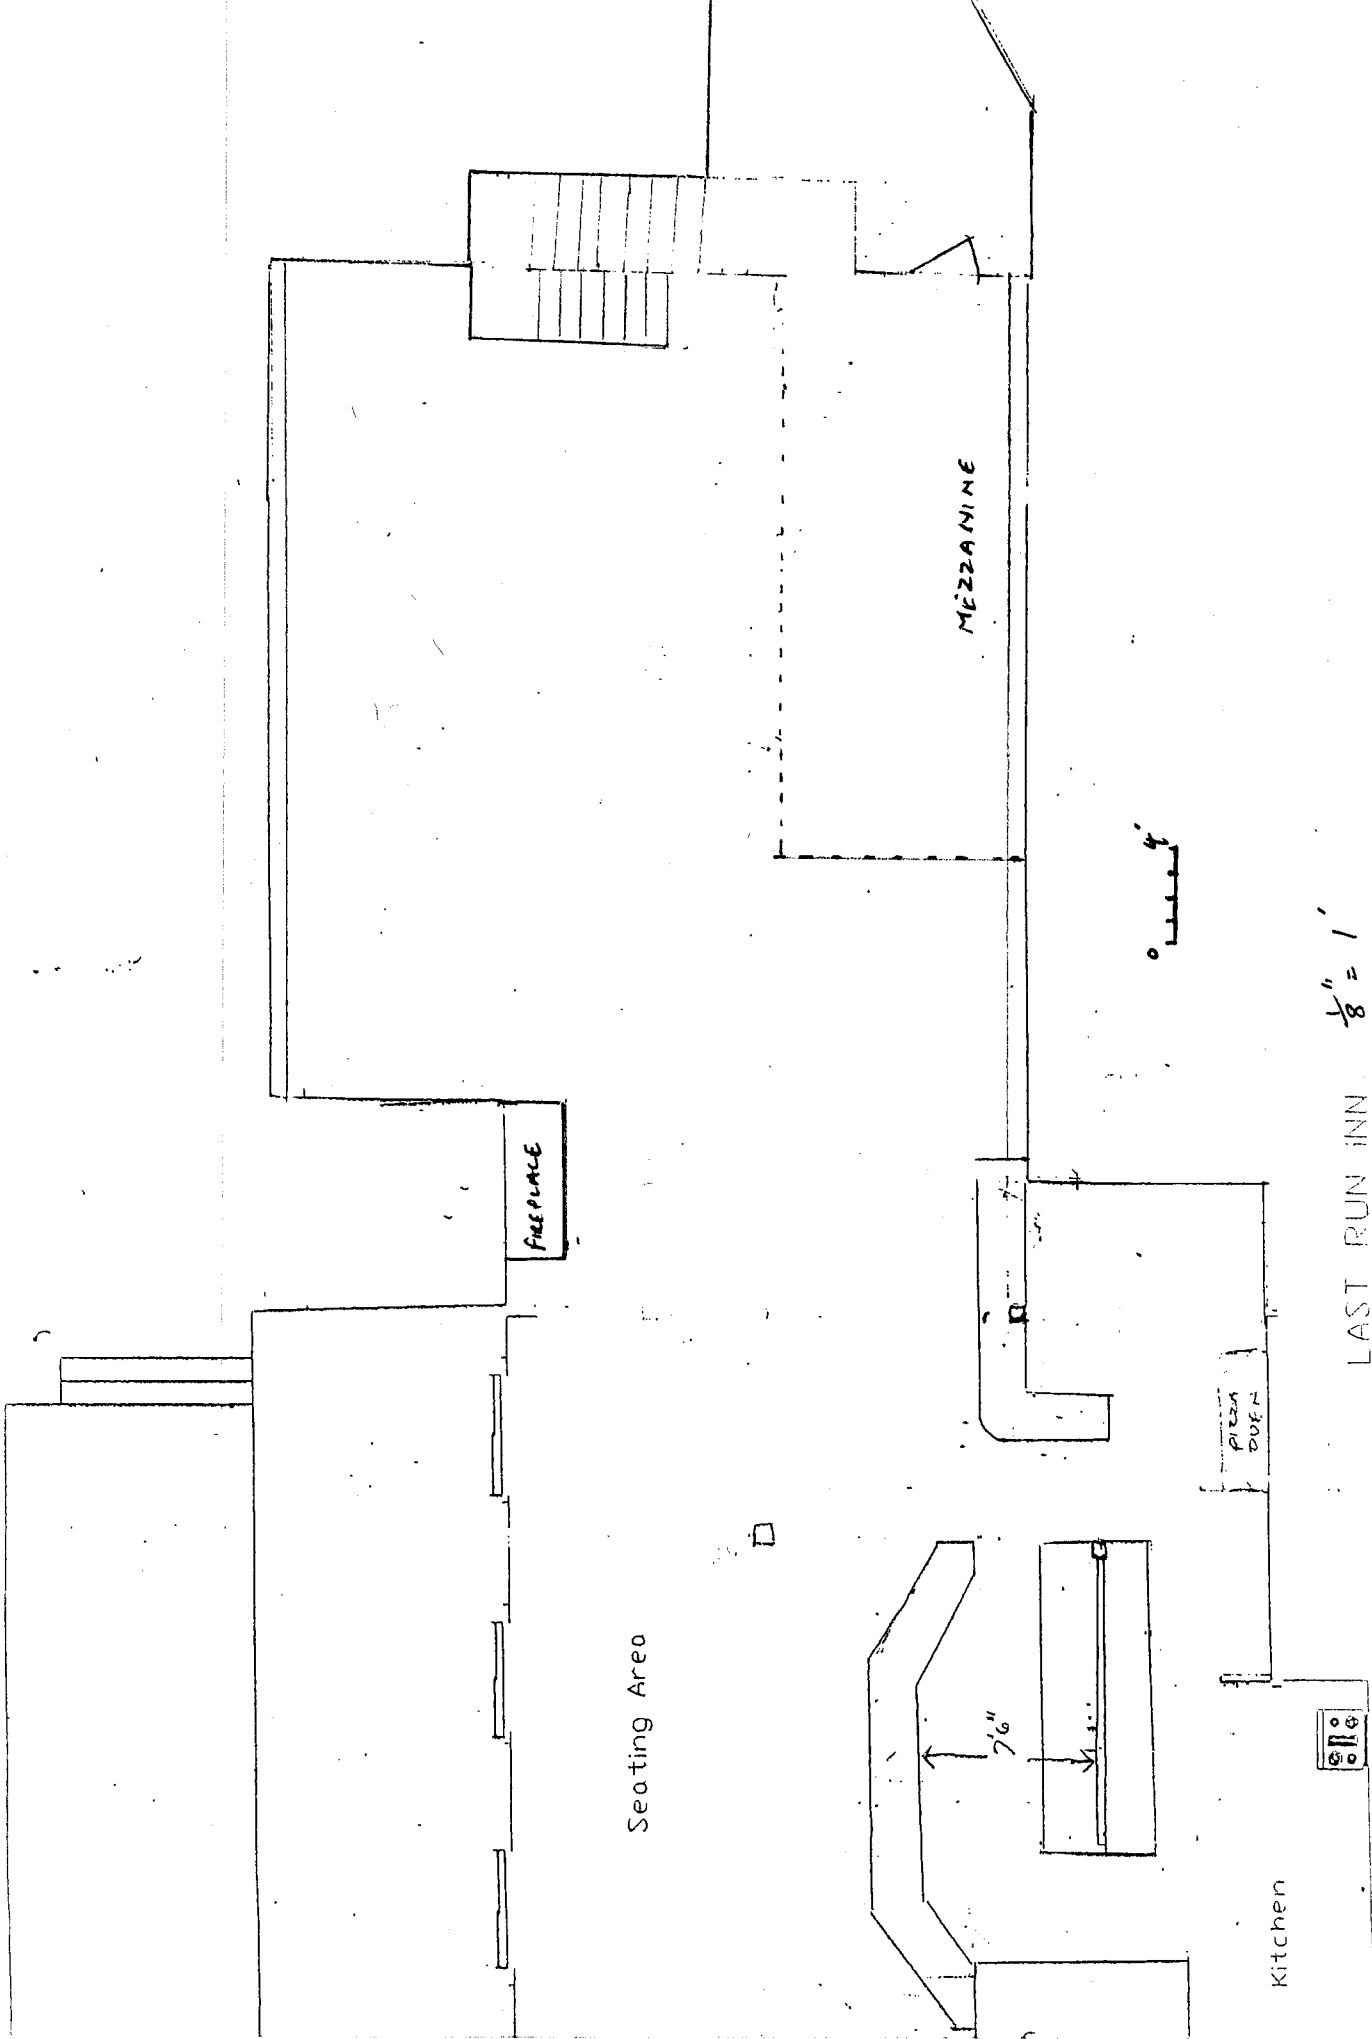 MEZZANINE
FIREPLACE
0 4'
1/8" = 1'
LAST RUN INN
PIZZA
OVEN
Seating Area
7'6"
Kitchen